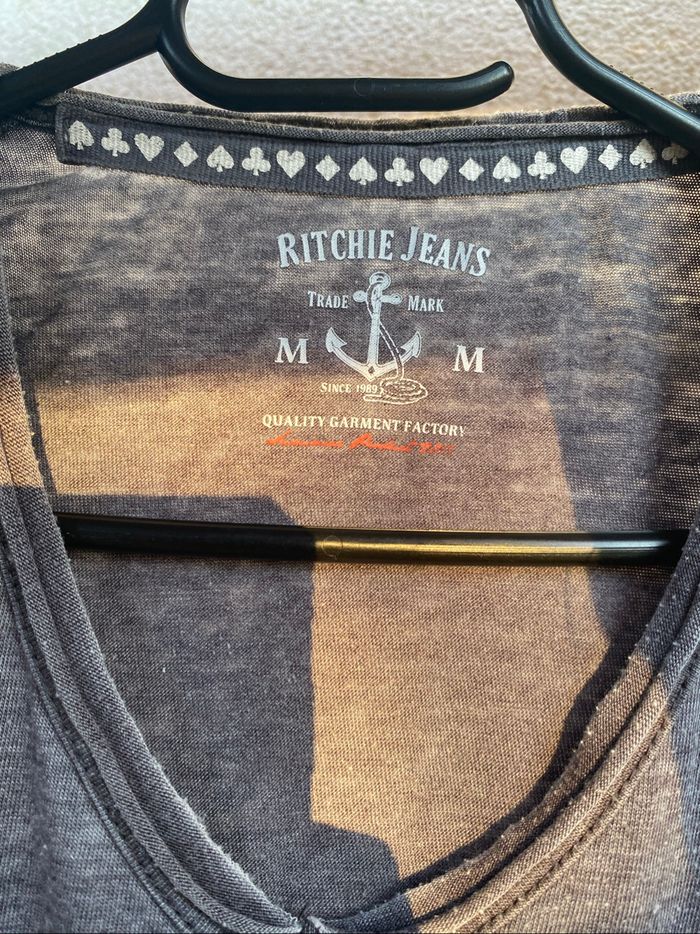 RITCHIE JEANS
TRADE MARK
M M
SINCE 1989
QUALITY GARMENT FACTORY